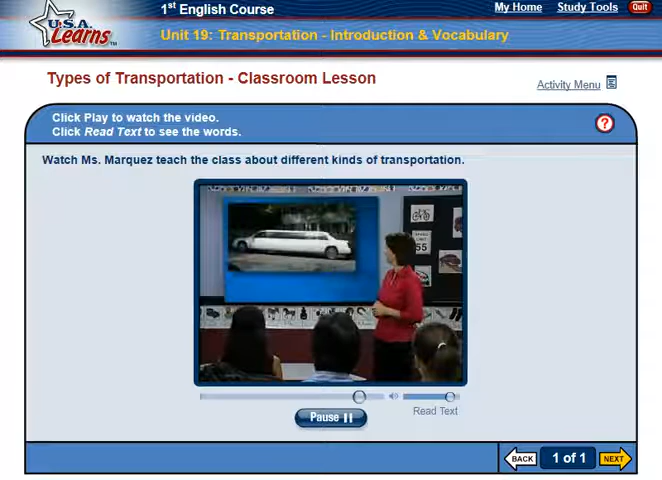 U.S.A.
Learns™
1st English Course
My Home
Study Tools
Quit
Unit 19: Transportation - Introduction & Vocabulary
Types of Transportation - Classroom Lesson
Activity Menu
Click Play to watch the video.
Click Read Text to see the words.
?
Watch Ms. Marquez teach the class about different kinds of transportation.
55
Read Text
Pause
BACK
1 of 1
NEXT